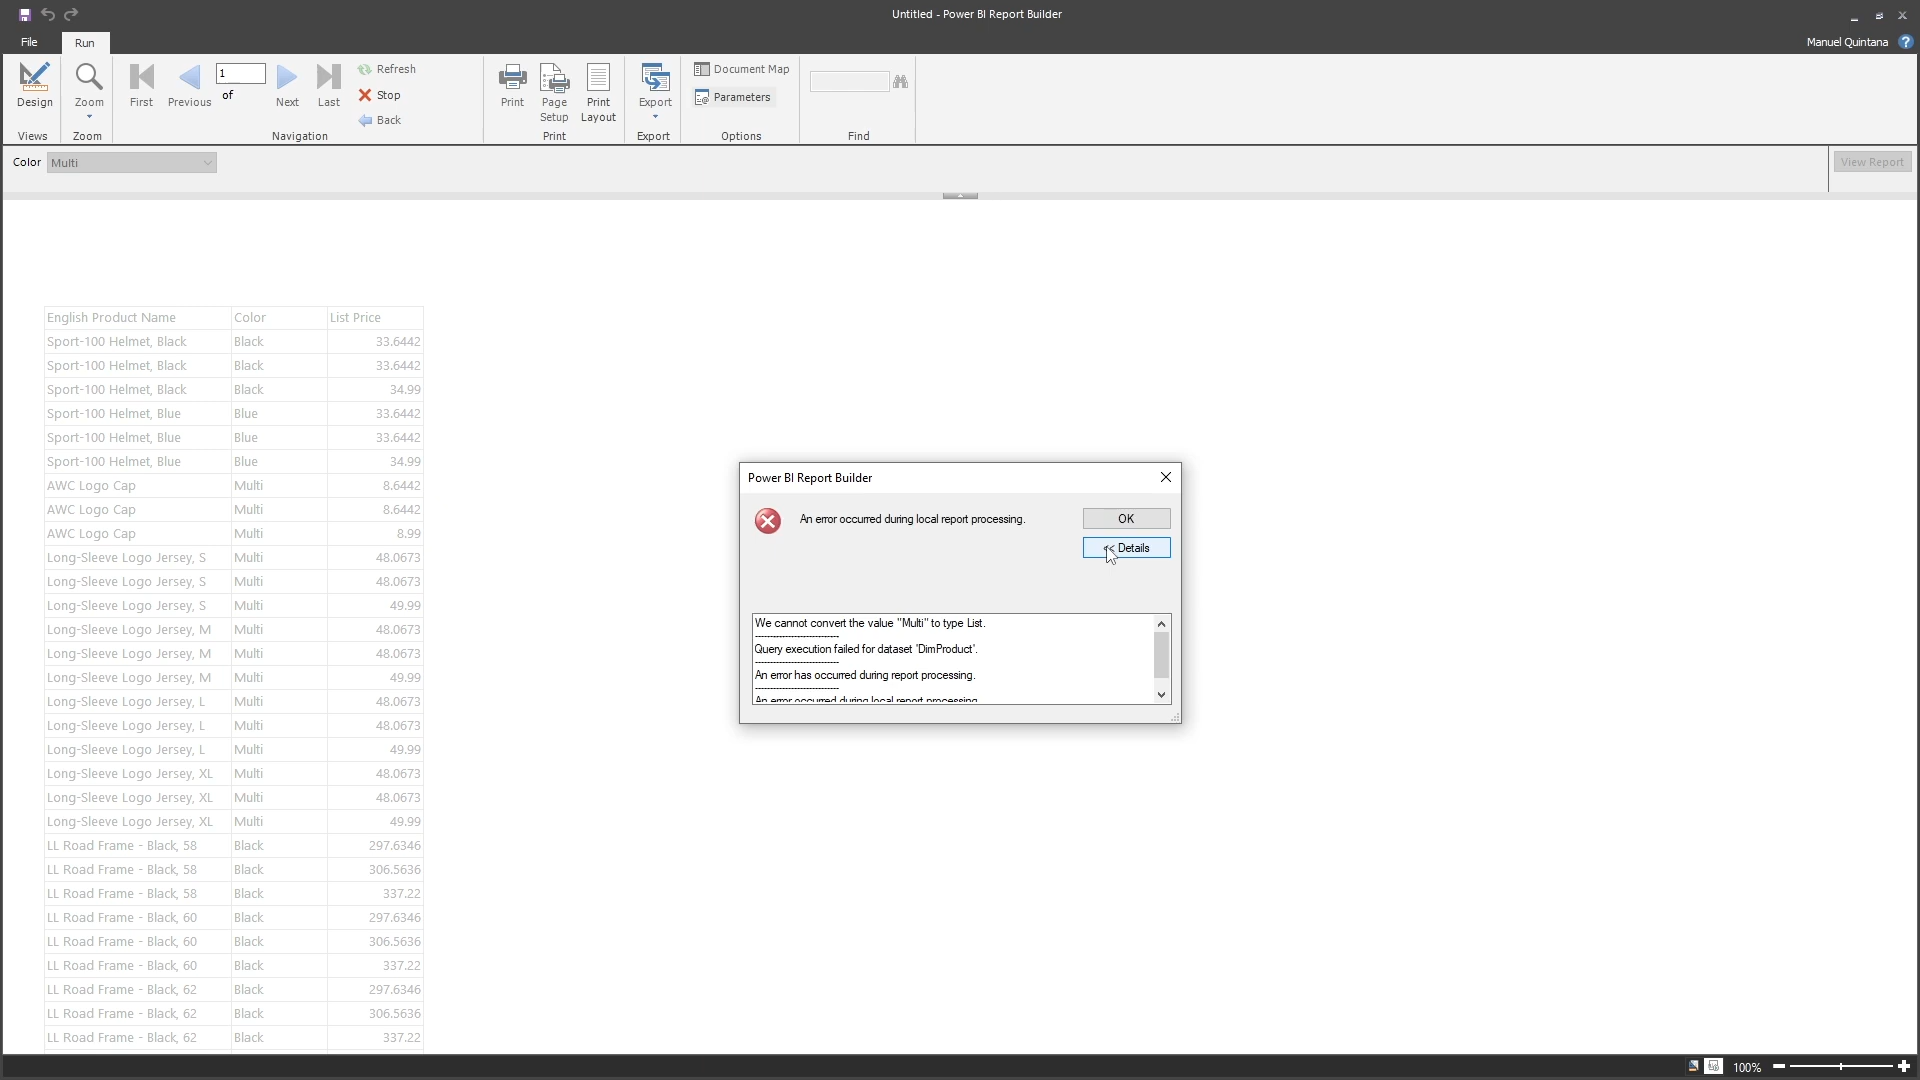 Untitled - Power BI Report Builder
File
Run
Manuel Quintana
Design
Views
Zoom
Zoom
First
Previous
1
of
Next
Last
Refresh
Stop
Back
Navigation
Print
Page Setup
Print Layout
Print
Export
Export
Document Map
Parameters
Options
Find
Color
Multi
View Report
English Product Name Color List Price
Sport-100 Helmet, Black Black 33.6442
Sport-100 Helmet, Black Black 33.6442
Sport-100 Helmet, Black Black 34.99
Sport-100 Helmet, Blue Blue 33.6442
Sport-100 Helmet, Blue Blue 33.6442
Sport-100 Helmet, Blue Blue 34.99
AWC Logo Cap Multi 8.6442
AWC Logo Cap Multi 8.6442
AWC Logo Cap Multi 8.99
Long-Sleeve Logo Jersey, S Multi 48.0673
Long-Sleeve Logo Jersey, S Multi 48.0673
Long-Sleeve Logo Jersey, S Multi 49.99
Long-Sleeve Logo Jersey, M Multi 48.0673
Long-Sleeve Logo Jersey, M Multi 48.0673
Long-Sleeve Logo Jersey, M Multi 49.99
Long-Sleeve Logo Jersey, L Multi 48.0673
Long-Sleeve Logo Jersey, L Multi 48.0673
Long-Sleeve Logo Jersey, L Multi 49.99
Long-Sleeve Logo Jersey, XL Multi 48.0673
Long-Sleeve Logo Jersey, XL Multi 48.0673
Long-Sleeve Logo Jersey, XL Multi 49.99
LL Road Frame - Black, 58 Black 297.6346
LL Road Frame - Black, 58 Black 306.5636
LL Road Frame - Black, 58 Black 337.22
LL Road Frame - Black, 60 Black 297.6346
LL Road Frame - Black, 60 Black 306.5636
LL Road Frame - Black, 60 Black 337.22
LL Road Frame - Black, 62 Black 297.6346
LL Road Frame - Black, 62 Black 306.5636
LL Road Frame - Black, 62 Black 337.22
Power BI Report Builder
An error occurred during local report processing.
OK
<< Details
We cannot convert the value "Multi" to type List.
----------------------------
Query execution failed for dataset 'DimProduct'.
----------------------------
An error has occurred during report processing.
----------------------------
An error occurred during local report processing.
100%